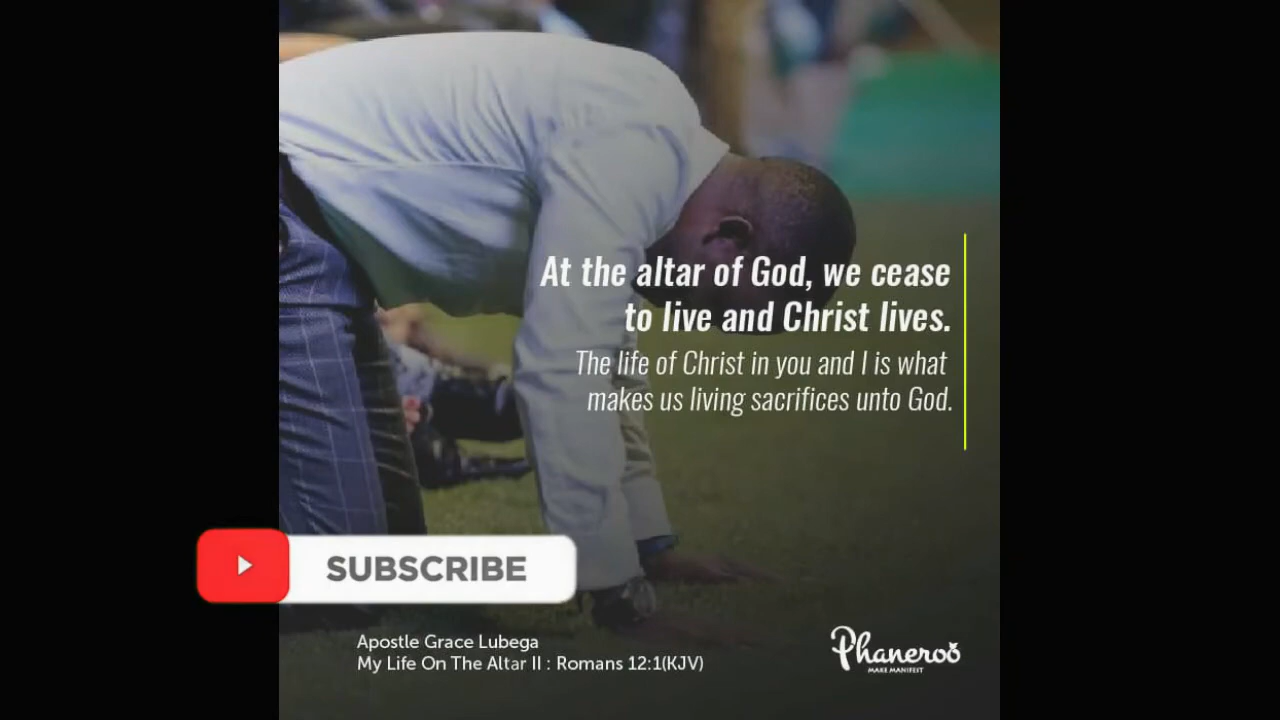 At the altar of God, we cease
to live and Christ lives.
The life of Christ in you and I is what
makes us living sacrifices unto God.
SUBSCRIBE
Apostle Grace Lubega
My Life On The Altar II : Romans 12:1(KJV)
Phaneroo
MAKE MANIFEST